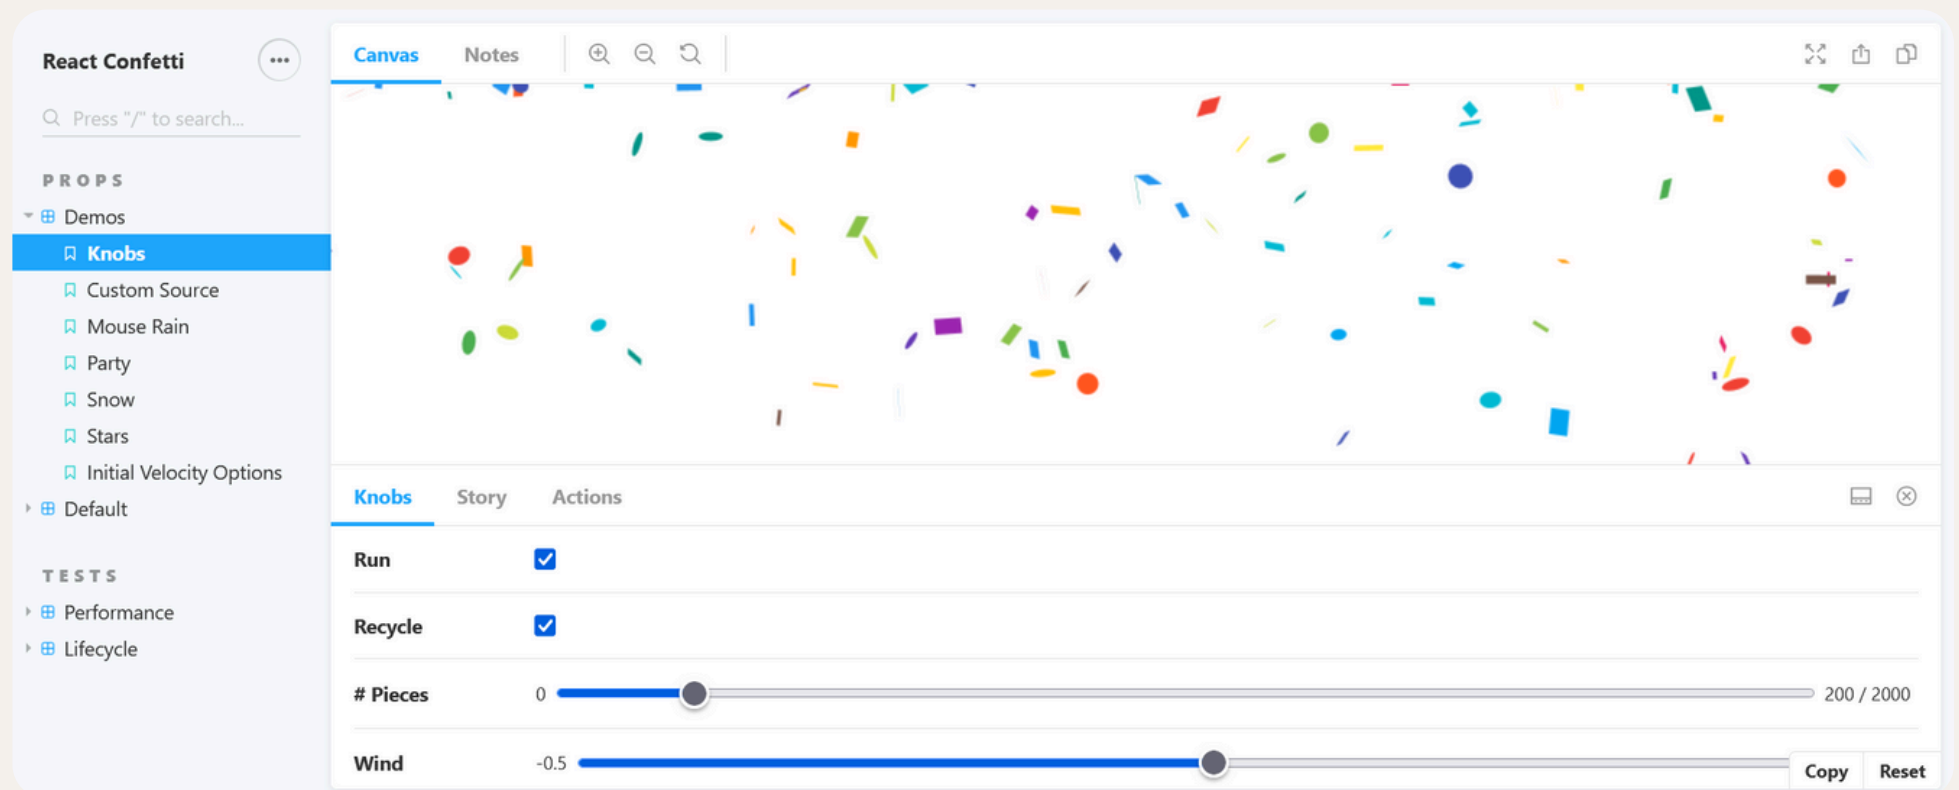 React Confetti
Press "/" to search...
PROPS
Demos
Knobs
Custom Source
Mouse Rain
Party
Snow
Stars
Initial Velocity Options
Default
TESTS
Performance
Lifecycle
Canvas Notes
Knobs Story Actions
Run
Recycle
# Pieces 0 200 / 2000
Wind -0.5
Copy Reset